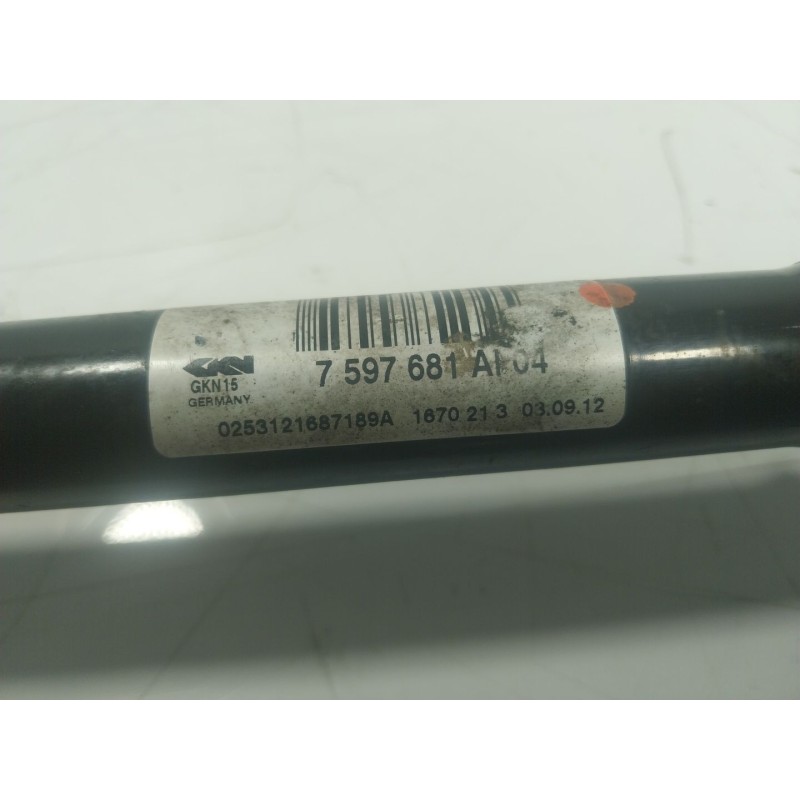 GKN
GKN15
GERMANY
7 597 681 AI 04
0253121687189A 1670 21 3 03.09.12